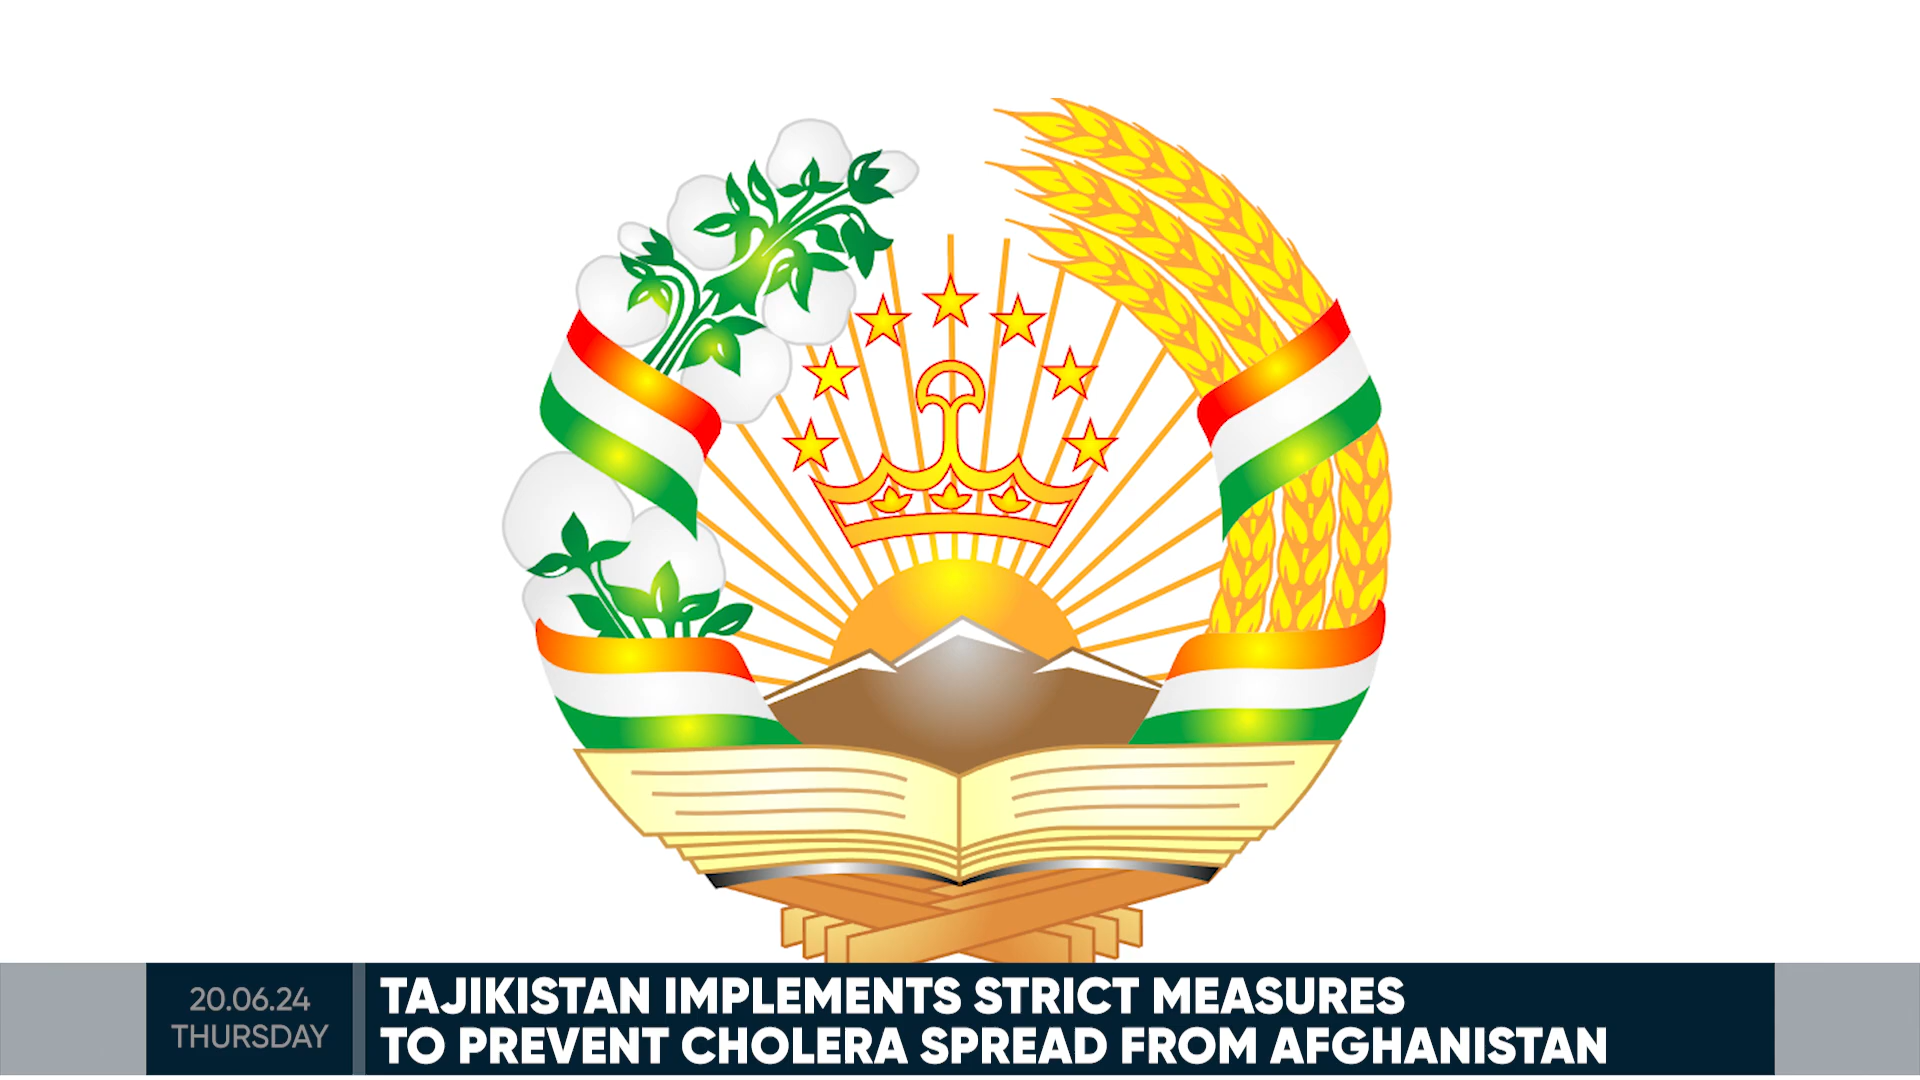 20.06.24
THURSDAY
TAJIKISTAN IMPLEMENTS STRICT MEASURES
TO PREVENT CHOLERA SPREAD FROM AFGHANISTAN